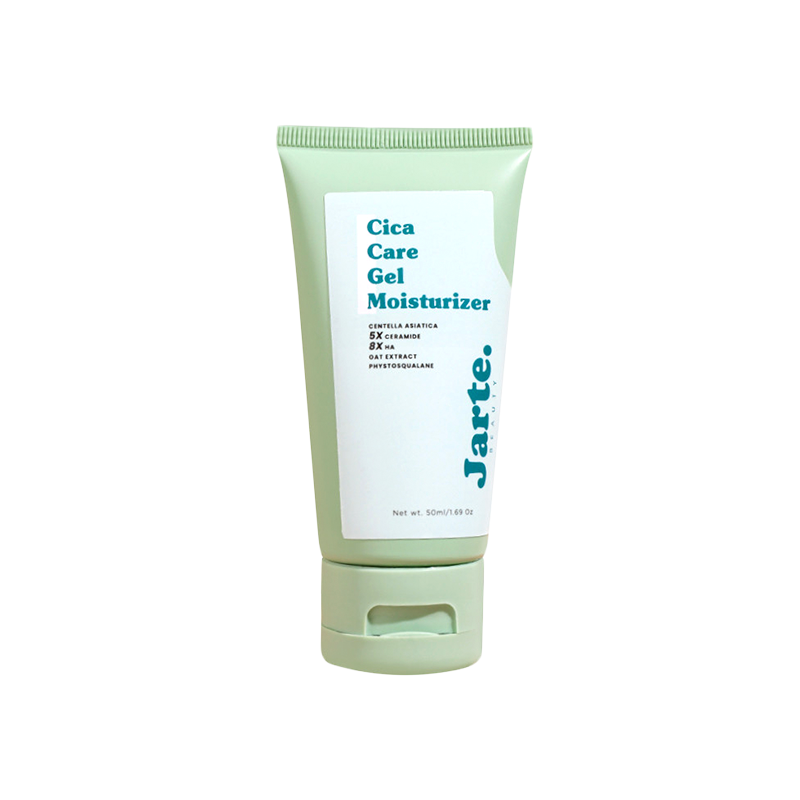 Cica
Care
Gel
Moisturizer
CENTELLA ASIATICA
5X CERAMIDE
8X HA
OAT EXTRACT
PHYSTOSQUALANE
Jarte.
BEAUTY
Net wt. 50ml/1.69 Oz